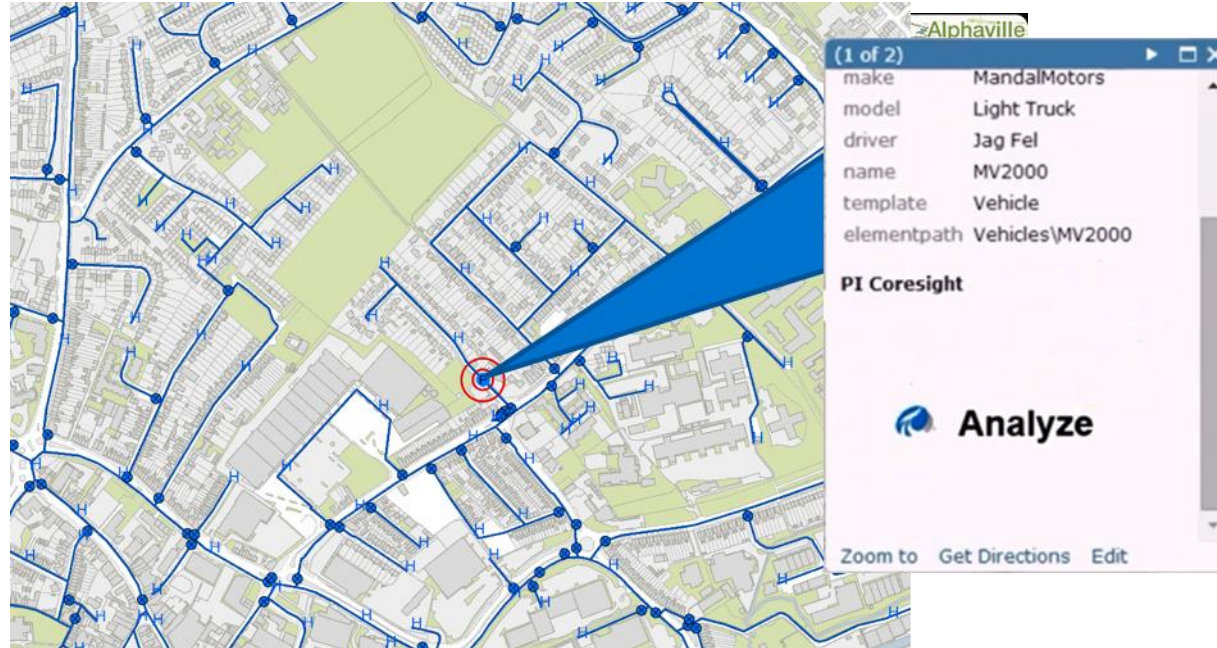 Alphaville
(1 of 2)
make MandalMotors
model Light Truck
driver Jag Fel
name MV2000
template Vehicle
elementpath Vehicles\MV2000
PI Coresight
Analyze
Zoom to Get Directions Edit